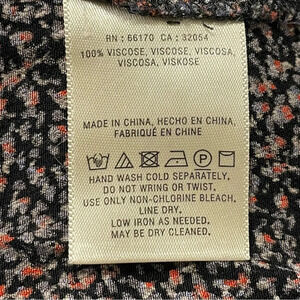 RN : 66170 CA : 32054
100% VISCOSE, VISCOSE, VISCOSA,
VISCOSA, VISKOSE
MADE IN CHINA, HECHO EN CHINA,
FABRIQUÉ EN CHINE
HAND WASH COLD SEPARATELY.
DO NOT WRING OR TWIST.
USE ONLY NON-CHLORINE BLEACH.
LINE DRY.
LOW IRON AS NEEDED.
MAY BE DRY CLEANED.